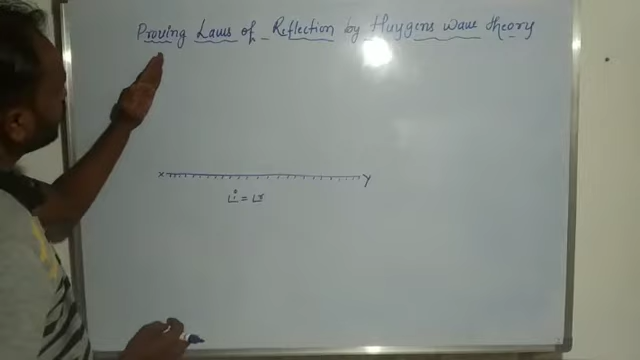 Proving Laws of Reflection by Huygens wave theory
X Y
∠i = ∠r